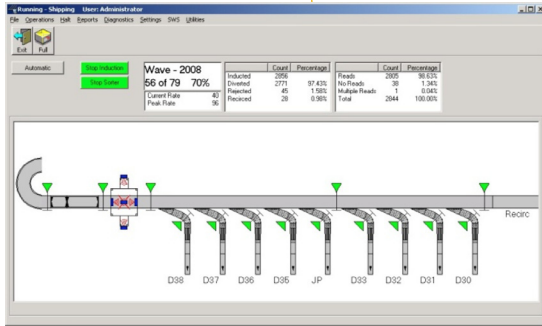 Running - Shipping User: Administrator
File Operations Halt Reports Diagnostics Settings SWS Utilities
Exit Full
Automatic
Stop Induction
Stop Sorter
Wave - 2008
56 of 79 70%
Current Rate 40
Peak Rate 96
Count Percentage
Inducted 2856
Diverted 2771 97.43%
Rejected 45 1.58%
Recirced 28 0.98%
Count Percentage
Reads 2805 98.63%
No Reads 38 1.34%
Multiple Reads 1 0.04%
Total 2844 100.00%
Recirc
D38 D37 D36 D35 JP D33 D32 D31 D30